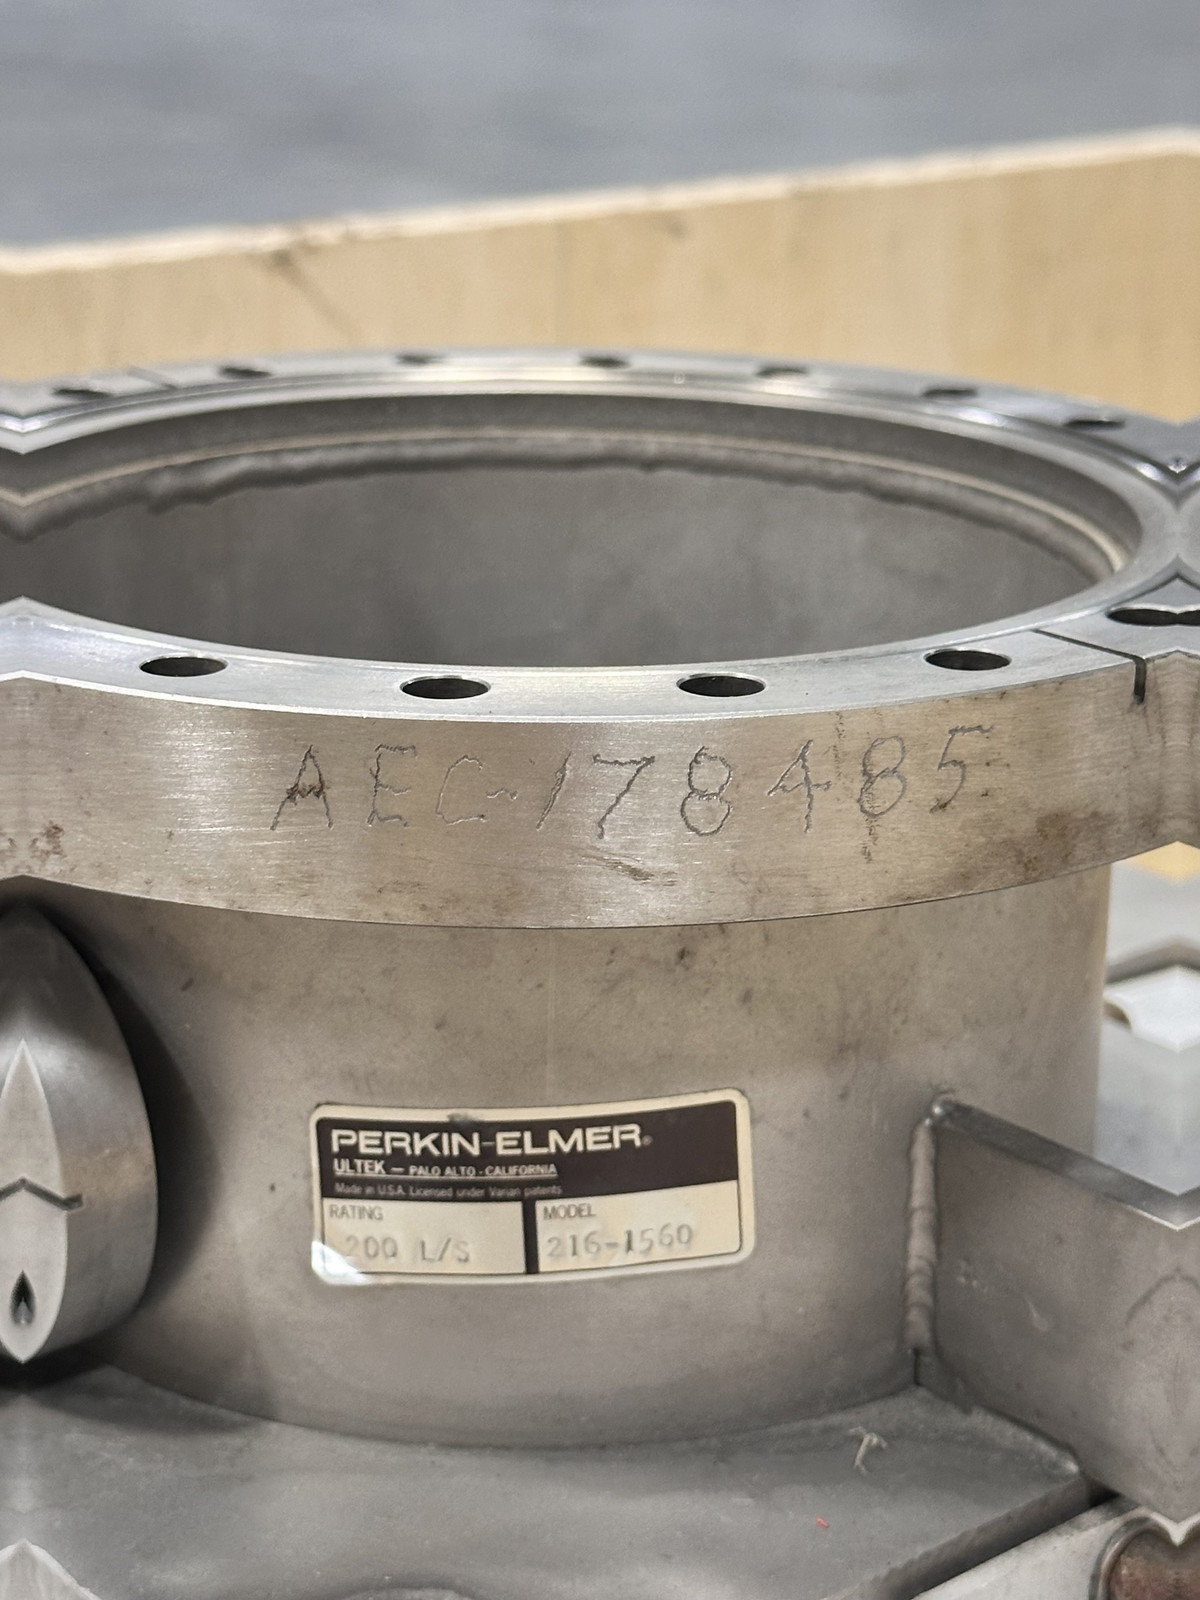 AEC-178485
PERKIN-ELMER®
ULTEK — PALO ALTO - CALIFORNIA
Made in U.S.A. Licensed under Varian patents
RATING
200 L/S
MODEL
216-1560